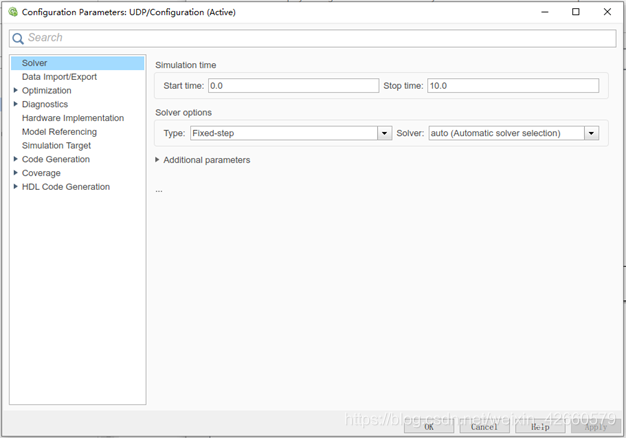 Configuration Parameters: UDP/Configuration (Active)
Search
Solver
Data Import/Export
Optimization
Diagnostics
Hardware Implementation
Model Referencing
Simulation Target
Code Generation
Coverage
HDL Code Generation
Simulation time
Start time: 0.0 Stop time: 10.0
Solver options
Type: Fixed-step Solver: auto (Automatic solver selection)
Additional parameters
...
https://blog.csdn.net/weixin_42660579
OK Cancel Help Apply